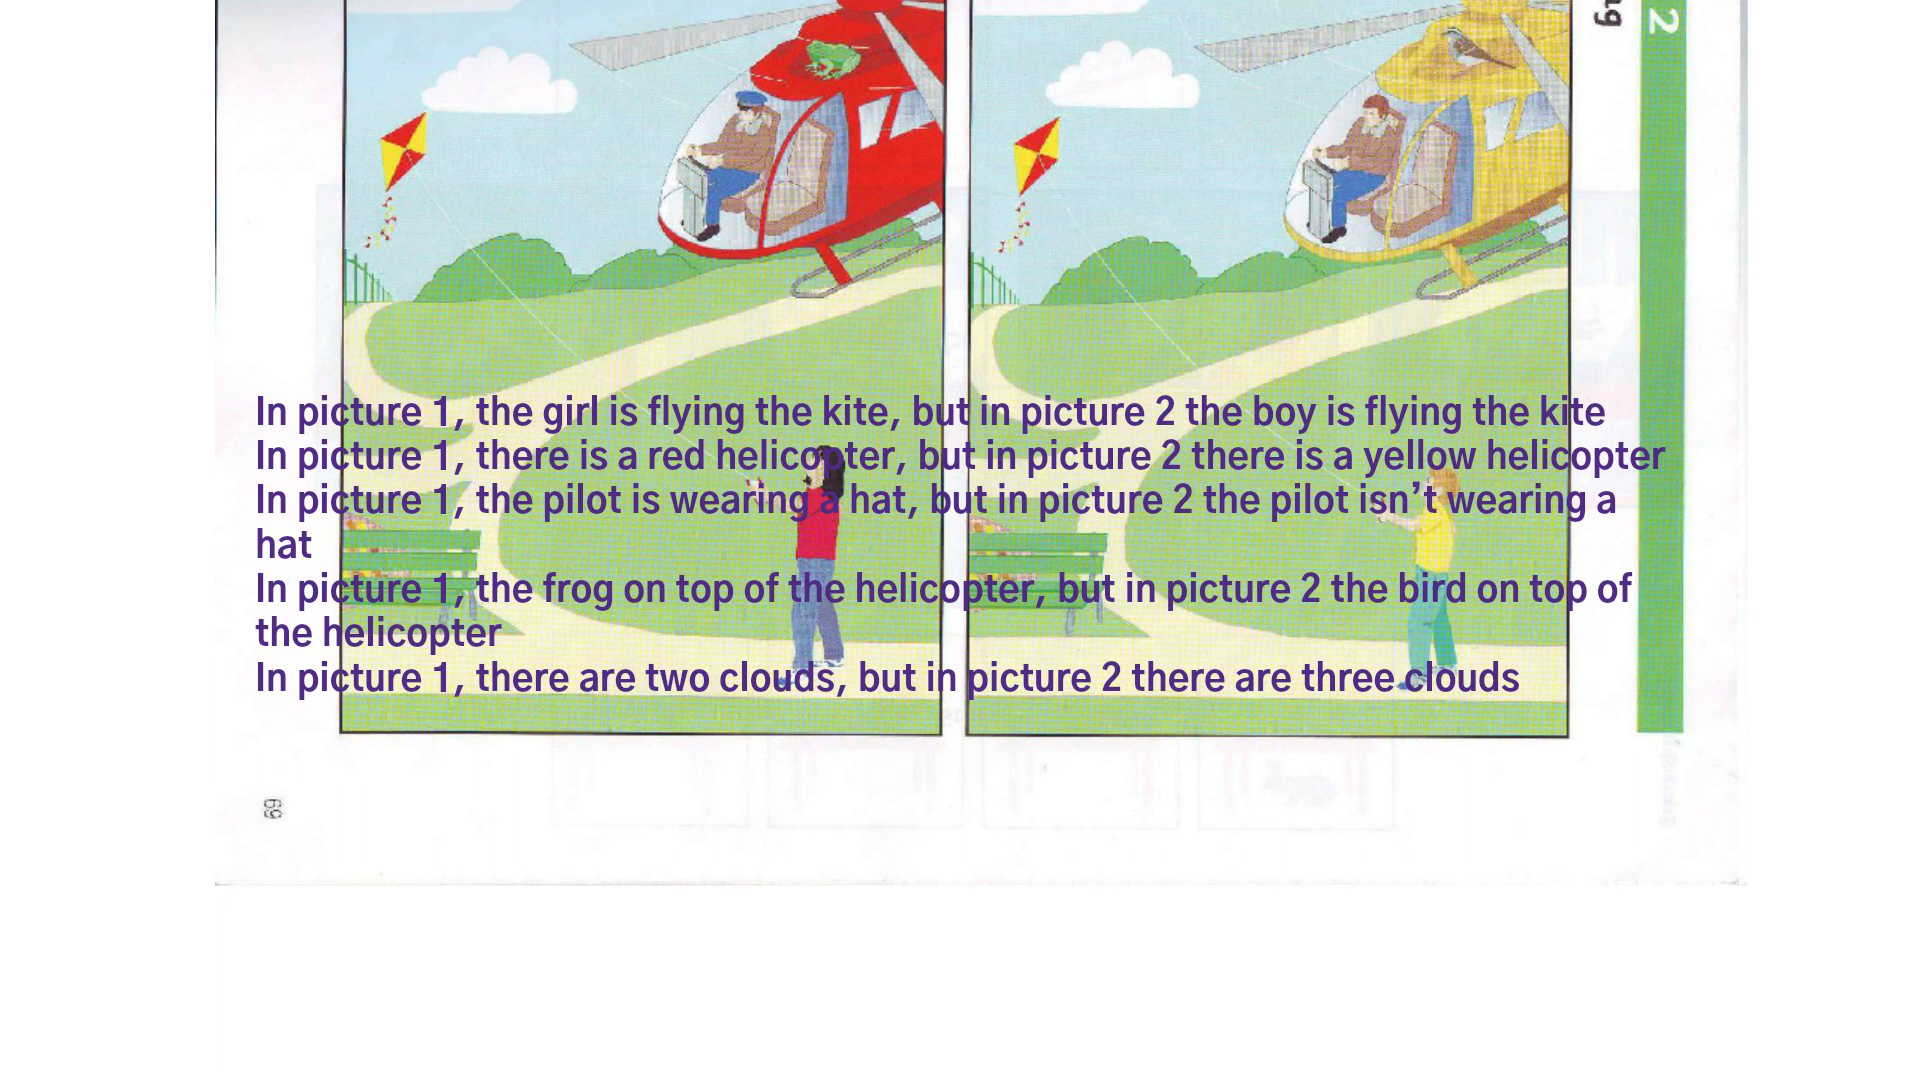 In picture 1, the girl is flying the kite, but in picture 2 the boy is flying the kite
In picture 1, there is a red helicopter, but in picture 2 there is a yellow helicopter
In picture 1, the pilot is wearing a hat, but in picture 2 the pilot isn’t wearing a
hat
In picture 1, the frog on top of the helicopter, but in picture 2 the bird on top of
the helicopter
In picture 1, there are two clouds, but in picture 2 there are three clouds
2
69